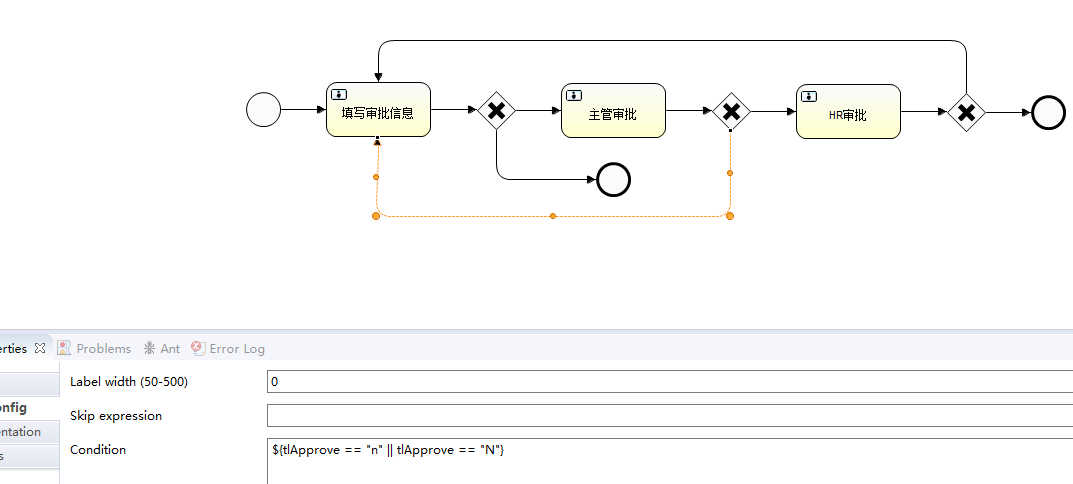 填写审批信息
主管审批
HR审批
erties
Problems
Ant
Error Log
Label width (50-500)
0
onfig
Skip expression
entation
Condition
${tlApprove == "n" || tlApprove == "N"}
s